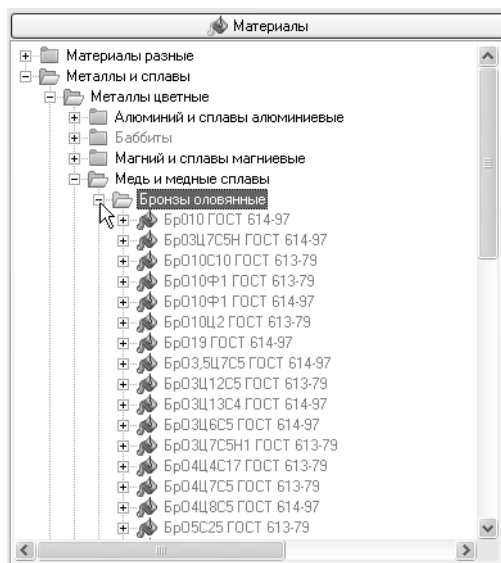 Материалы
Материалы разные
Металлы и сплавы
Металлы цветные
Алюминий и сплавы алюминиевые
Баббиты
Магний и сплавы магниевые
Медь и медные сплавы
Бронзы оловянные
БрО10 ГОСТ 614-97
БрО3Ц7С5Н ГОСТ 614-97
БрО10С10 ГОСТ 613-79
БрО10Ф1 ГОСТ 613-79
БрО10Ф1 ГОСТ 614-97
БрО10Ц2 ГОСТ 613-79
БрО19 ГОСТ 614-97
БрО3,5Ц7С5 ГОСТ 614-97
БрО3Ц12С5 ГОСТ 613-79
БрО3Ц13С4 ГОСТ 614-97
БрО3Ц6С5 ГОСТ 614-97
БрО3Ц7С5Н1 ГОСТ 613-79
БрО4Ц4С17 ГОСТ 613-79
БрО4Ц7С5 ГОСТ 613-79
БрО4Ц8С5 ГОСТ 614-97
БрО5С25 ГОСТ 613-79